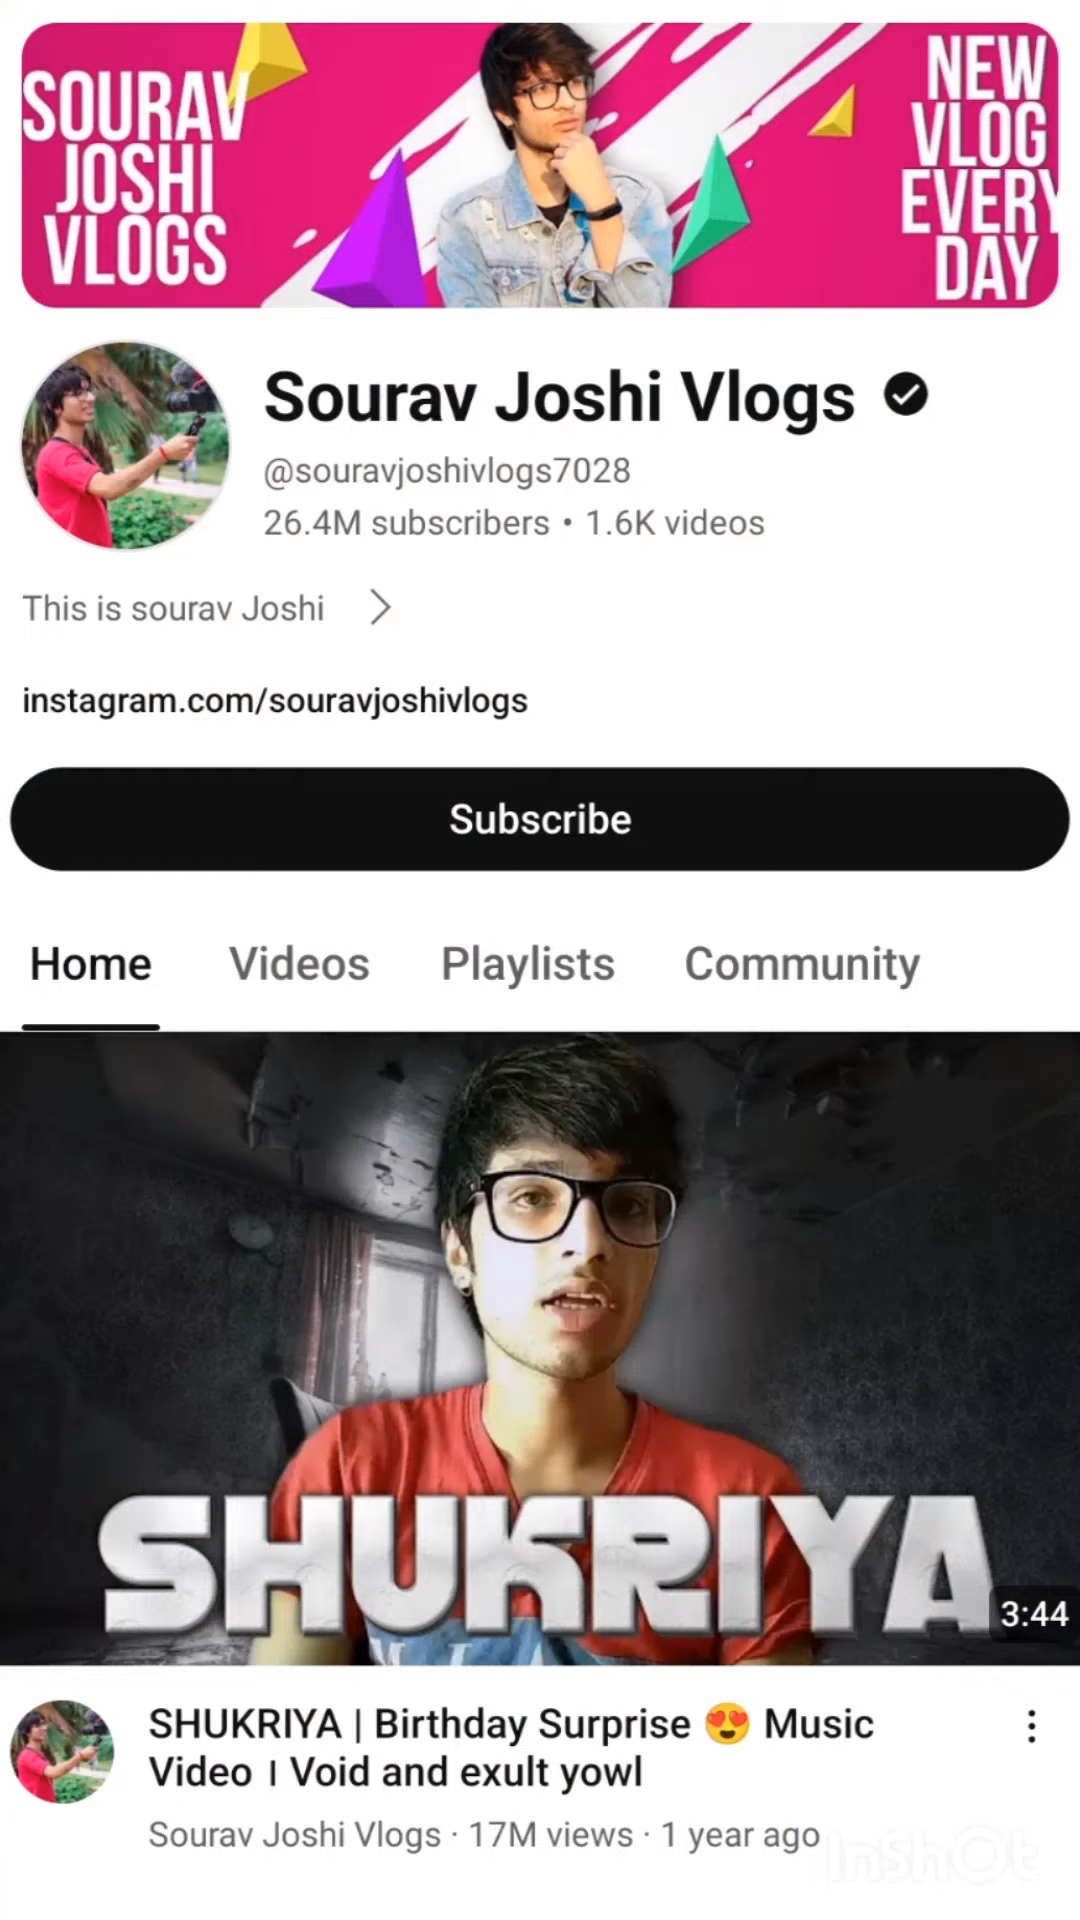 SOURAV
JOSHI
VLOGS
NEW
VLOG
EVERY
DAY
Sourav Joshi Vlogs
@souravjoshivlogs7028
26.4M subscribers • 1.6K videos
This is sourav Joshi
instagram.com/souravjoshivlogs
Subscribe
Home Videos Playlists Community
SHUKRIYA
3:44
SHUKRIYA | Birthday Surprise 😍 Music
Video । Void and exult yowl
Sourav Joshi Vlogs · 17M views · 1 year ago
InShOt